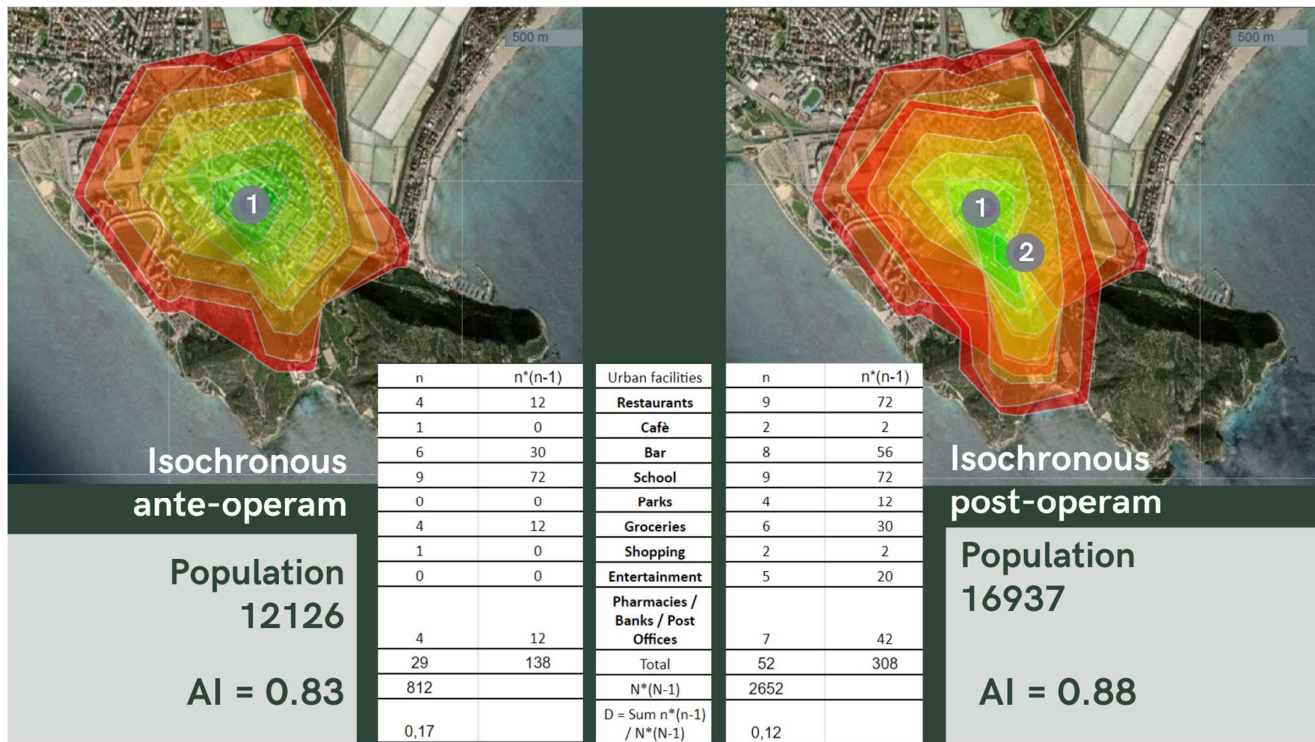 500 m
500 m
1
1
2
Isochronous
ante-operam
Population
12126
AI = 0.83
n n*(n-1) Urban facilities n n*(n-1)
4 12 Restaurants 9 72
1 0 Cafè 2 2
6 30 Bar 8 56
9 72 School 9 72
0 0 Parks 4 12
4 12 Groceries 6 30
1 0 Shopping 2 2
0 0 Entertainment 5 20
Pharmacies /
Banks / Post
4 12 Offices 7 42
29 138 Total 52 308
812 N*(N-1) 2652
D = Sum n*(n-1)
0,17 / N*(N-1) 0,12
Isochronous
post-operam
Population
16937
AI = 0.88